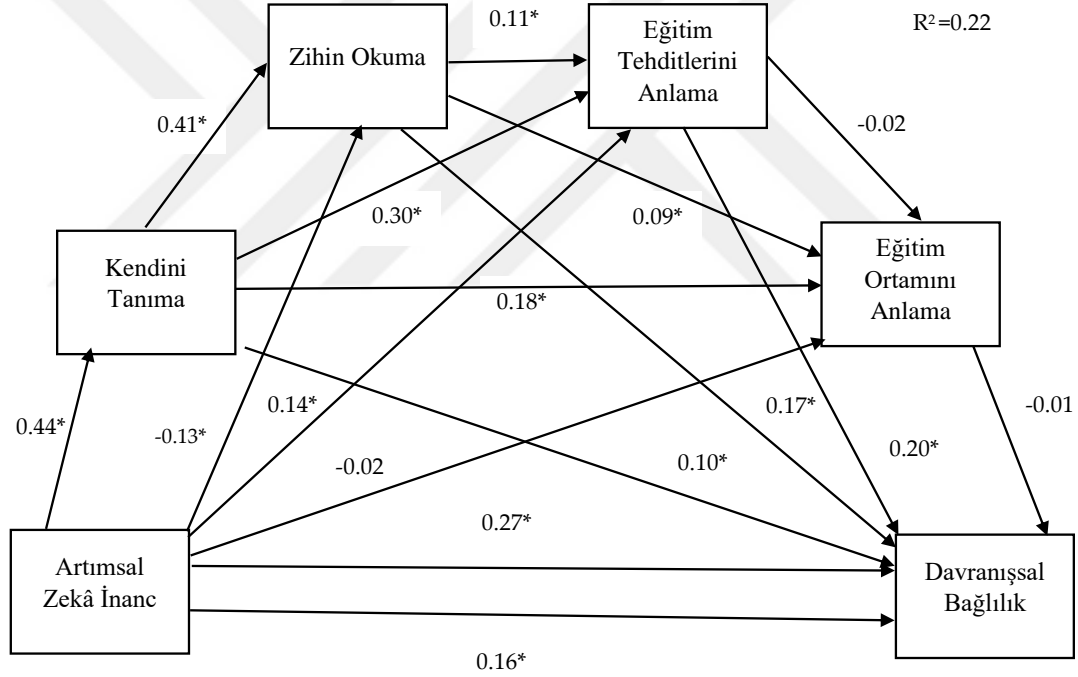 0.11*
R²=0.22
Zihin Okuma
Eğitim
Tehditlerini
Anlama
0.41*
-0.02
0.30*
0.09*
Kendini
Tanıma
Eğitim
Ortamını
Anlama
0.18*
0.44*
-0.13*
0.14*
0.17*
-0.01
-0.02
0.10*
0.20*
0.27*
Artımsal
Zekâ İnanc
Davranışsal
Bağlılık
0.16*